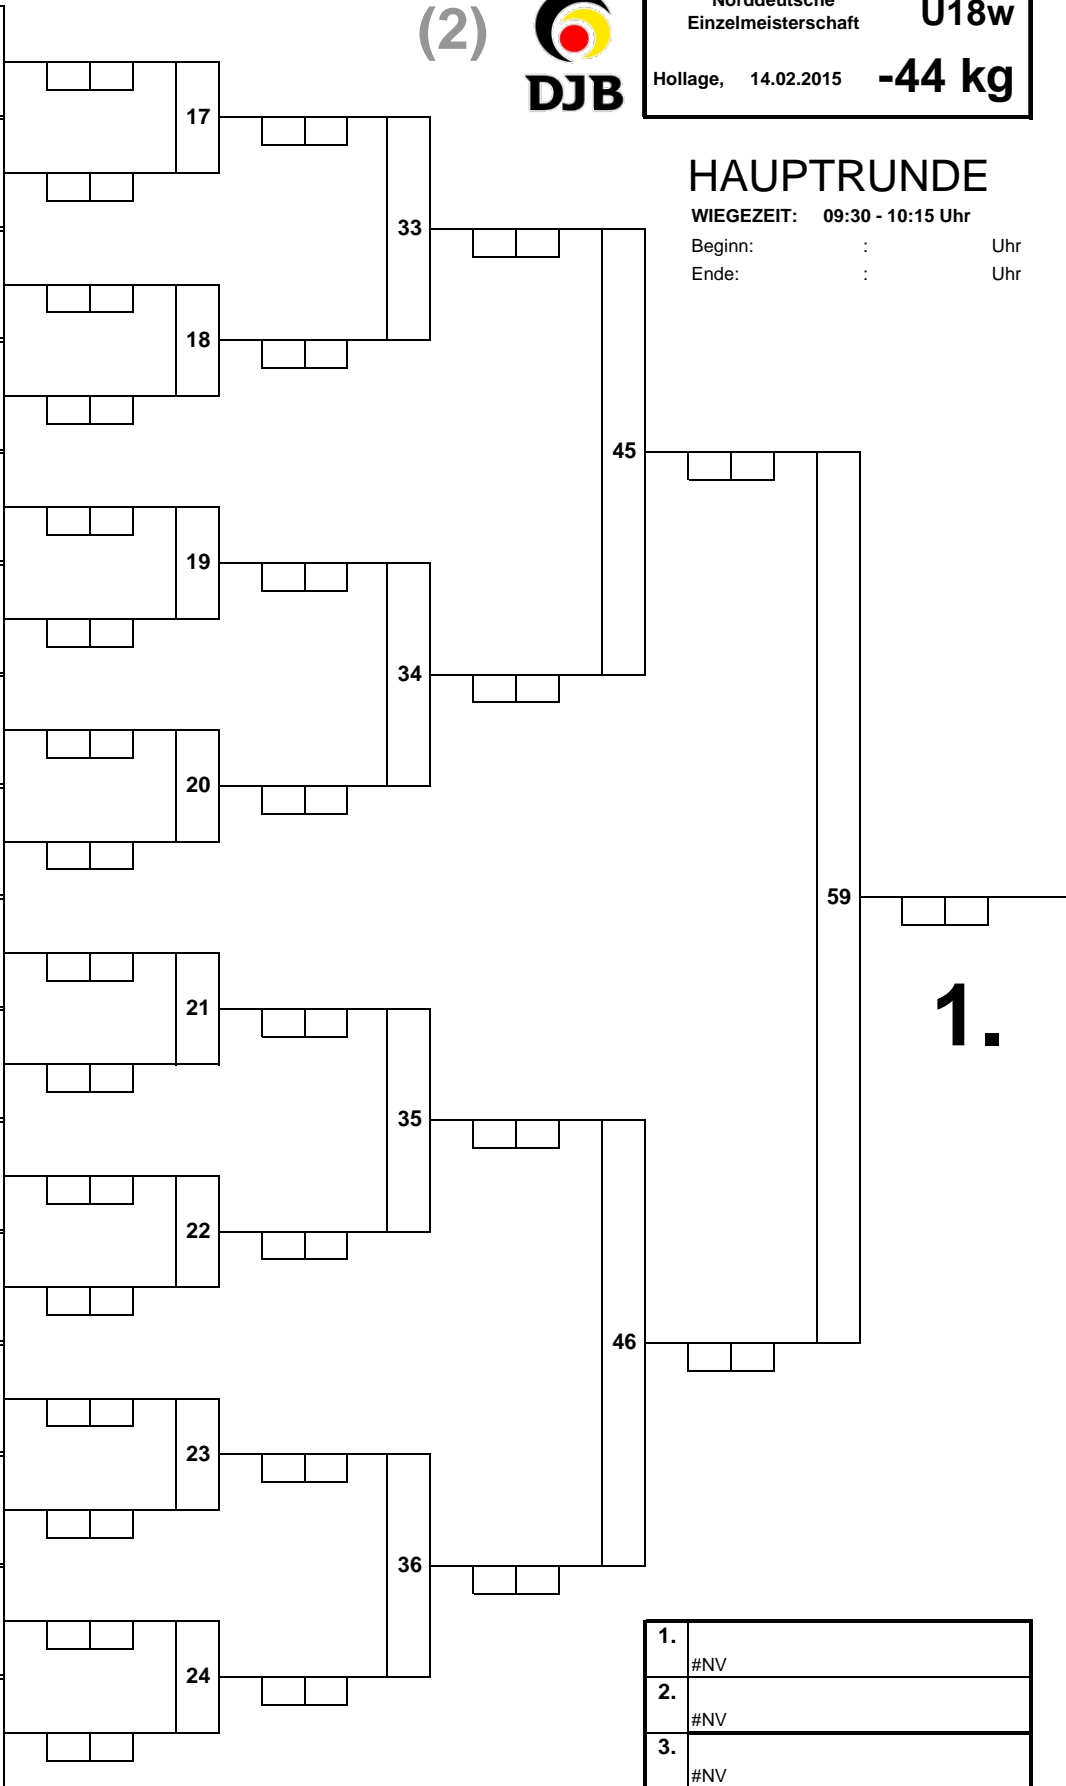 (2)
DJB
Norddeutsche
Einzelmeisterschaft
U18w
Hollage, 14.02.2015
-44 kg
HAUPTRUNDE
WIEGEZEIT: 09:30 - 10:15 Uhr
Beginn: : Uhr
Ende: : Uhr
17
33
18
45
19
34
20
59
21
1.
35
22
46
23
36
24
1.
#NV
2.
#NV
3.
#NV